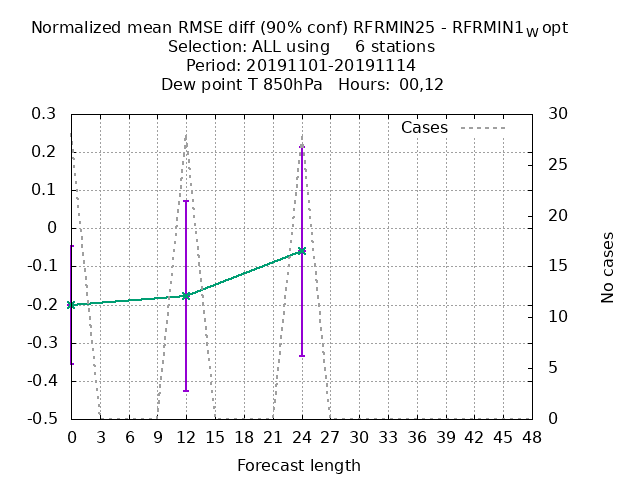 Normalized mean RMSE diff (90% conf) RFRMIN25 - RFRMIN1wopt
Selection: ALL using     6 stations
Period: 20191101-20191114
Dew point T 850hPa   Hours:  00,12
Cases
0.3
0.2
0.1
0
-0.1
-0.2
-0.3
-0.4
-0.5
30
25
20
15
10
5
0
No cases
0 3 6 9 12 15 18 21 24 27 30 33 36 39 42 45 48
Forecast length